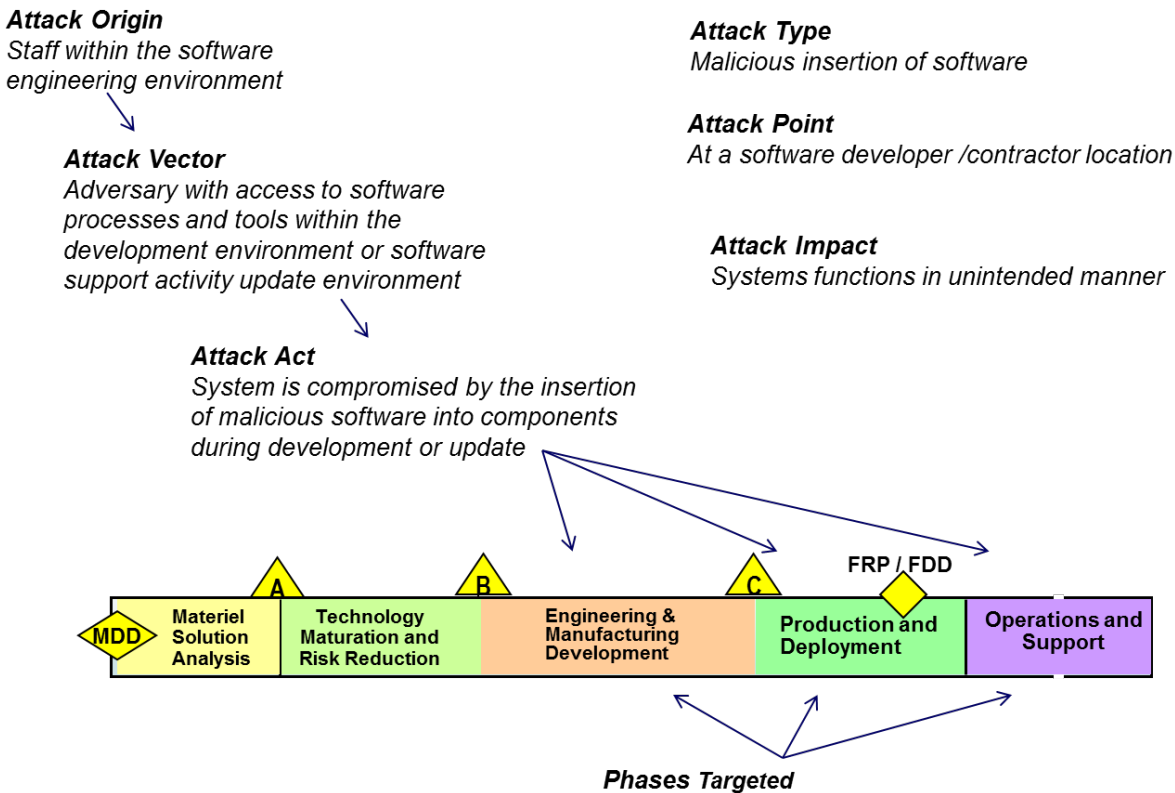 Attack Origin
Staff within the software
engineering environment
Attack Vector
Adversary with access to software
processes and tools within the
development environment or software
support activity update environment
Attack Act
System is compromised by the insertion
of malicious software into components
during development or update
Attack Type
Malicious insertion of software
Attack Point
At a software developer /contractor location
Attack Impact
Systems functions in unintended manner
MDD
A
B
C
FRP / FDD
Materiel
Solution
Analysis
Technology
Maturation and
Risk Reduction
Engineering &
Manufacturing
Development
Production and
Deployment
Operations and
Support
Phases Targeted